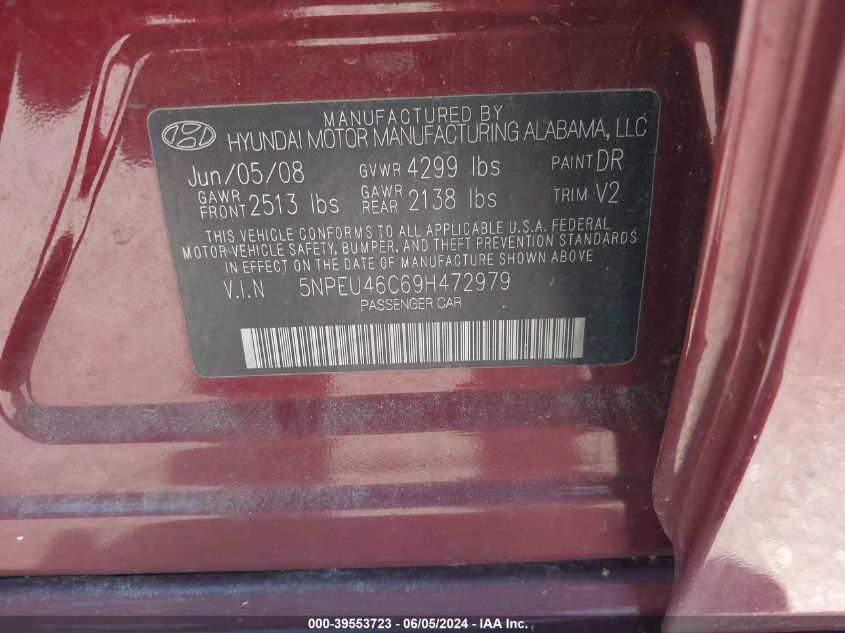 MANUFACTURED BY
HYUNDAI MOTOR MANUFACTURING ALABAMA, LLC
Jun/05/08 GVWR 4299 lbs PAINT DR
GAWR FRONT 2513 lbs GAWR REAR 2138 lbs TRIM V2
THIS VEHICLE CONFORMS TO ALL APPLICABLE U.S.A. FEDERAL
MOTOR VEHICLE SAFETY, BUMPER, AND THEFT PREVENTION STANDARDS
IN EFFECT ON THE DATE OF MANUFACTURE SHOWN ABOVE.
V.I.N 5NPEU46C69H472979
PASSENGER CAR
000-39553723 - 06/05/2024 - IAA Inc.